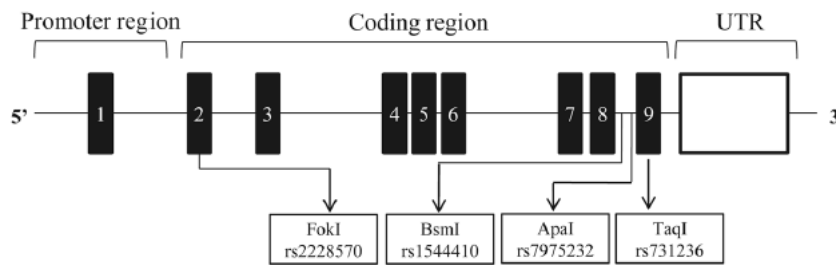 Promoter region Coding region UTR
5' 1 2 3 4 5 6 7 8 9 3'
FokI BsmI ApaI TaqI
rs2228570 rs1544410 rs7975232 rs731236